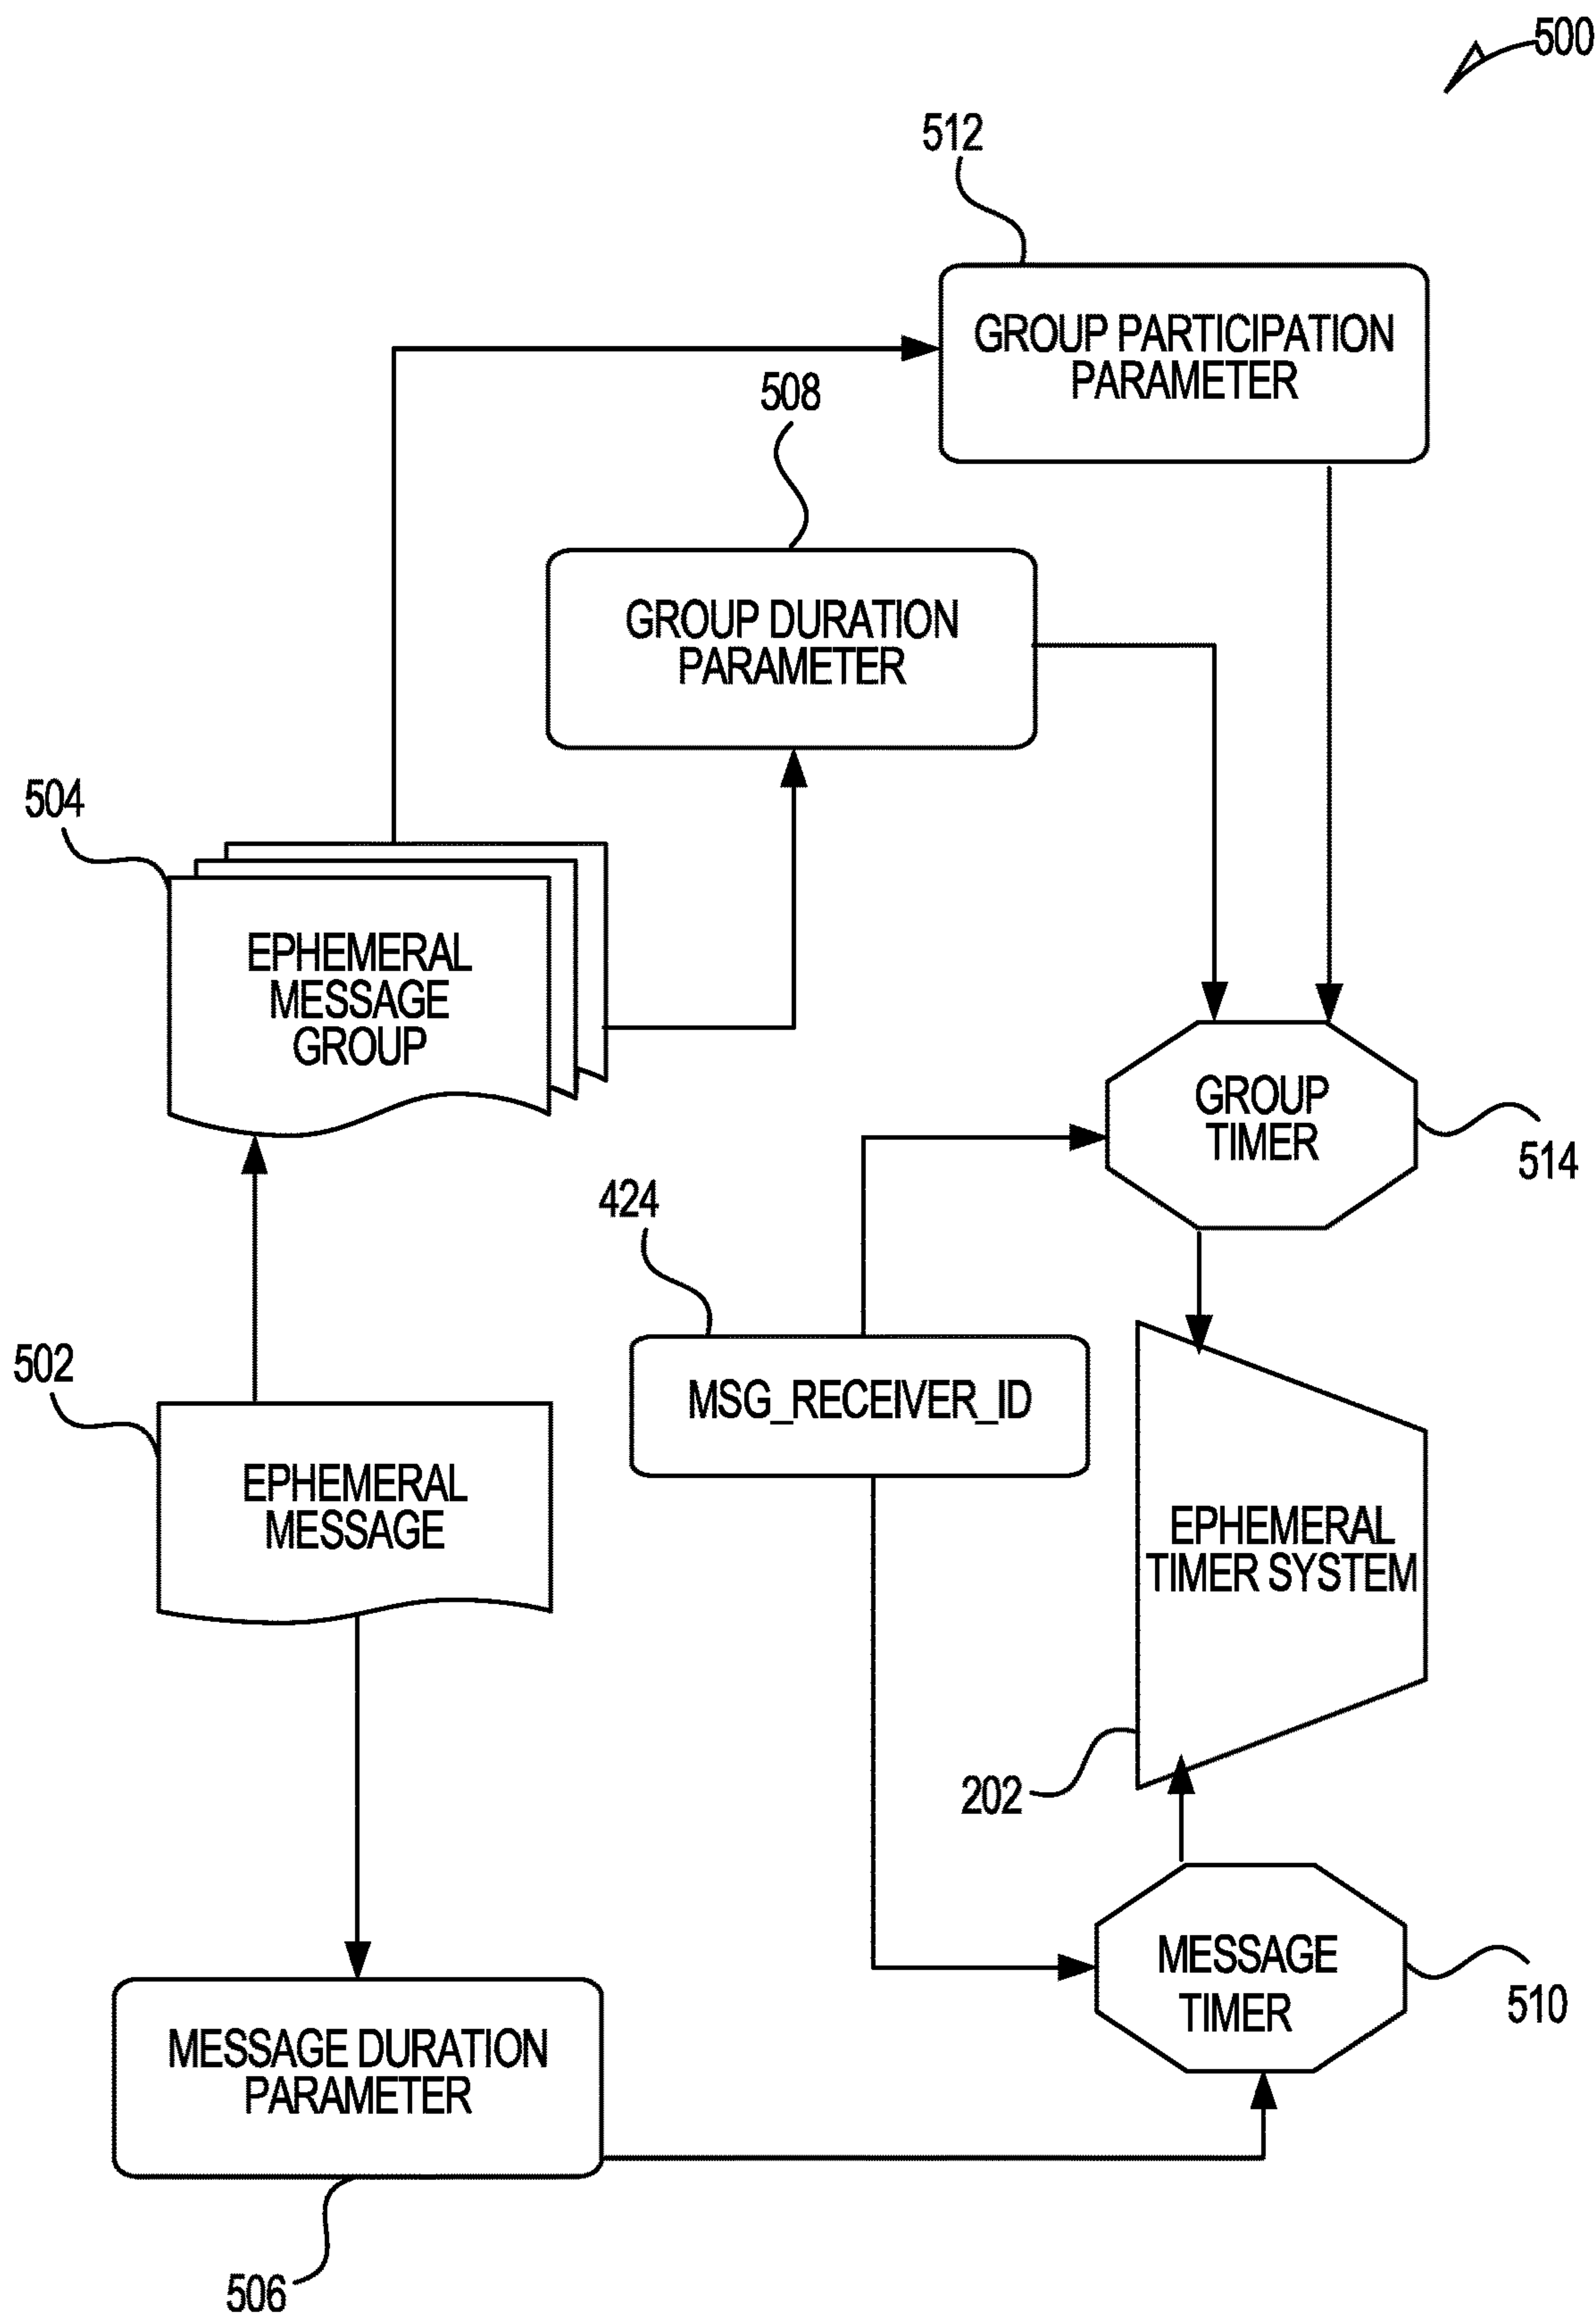 500
512
GROUP PARTICIPATION
PARAMETER
508
GROUP DURATION
PARAMETER
504
EPHEMERAL
MESSAGE
GROUP
GROUP
TIMER
514
424
502
MSG_RECEIVER_ID
EPHEMERAL
MESSAGE
EPHEMERAL
TIMER SYSTEM
202
MESSAGE
TIMER
510
MESSAGE DURATION
PARAMETER
506